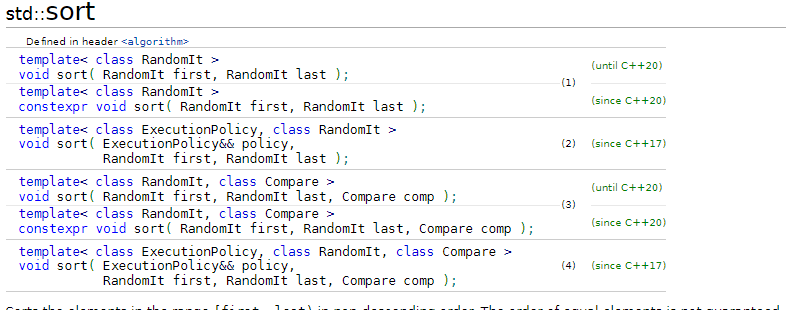 std::sort
Defined in header <algorithm>
template< class RandomIt >
void sort( RandomIt first, RandomIt last );
(until C++20)
(1)
template< class RandomIt >
constexpr void sort( RandomIt first, RandomIt last );
(since C++20)
template< class ExecutionPolicy, class RandomIt >
void sort( ExecutionPolicy&& policy,
RandomIt first, RandomIt last );
(2) (since C++17)
template< class RandomIt, class Compare >
void sort( RandomIt first, RandomIt last, Compare comp );
(until C++20)
(3)
template< class RandomIt, class Compare >
constexpr void sort( RandomIt first, RandomIt last, Compare comp );
(since C++20)
template< class ExecutionPolicy, class RandomIt, class Compare >
void sort( ExecutionPolicy&& policy,
RandomIt first, RandomIt last, Compare comp );
(4) (since C++17)
Sorts the elements in the range [first, last) in non-descending order. The order of equal elements is not guaranteed